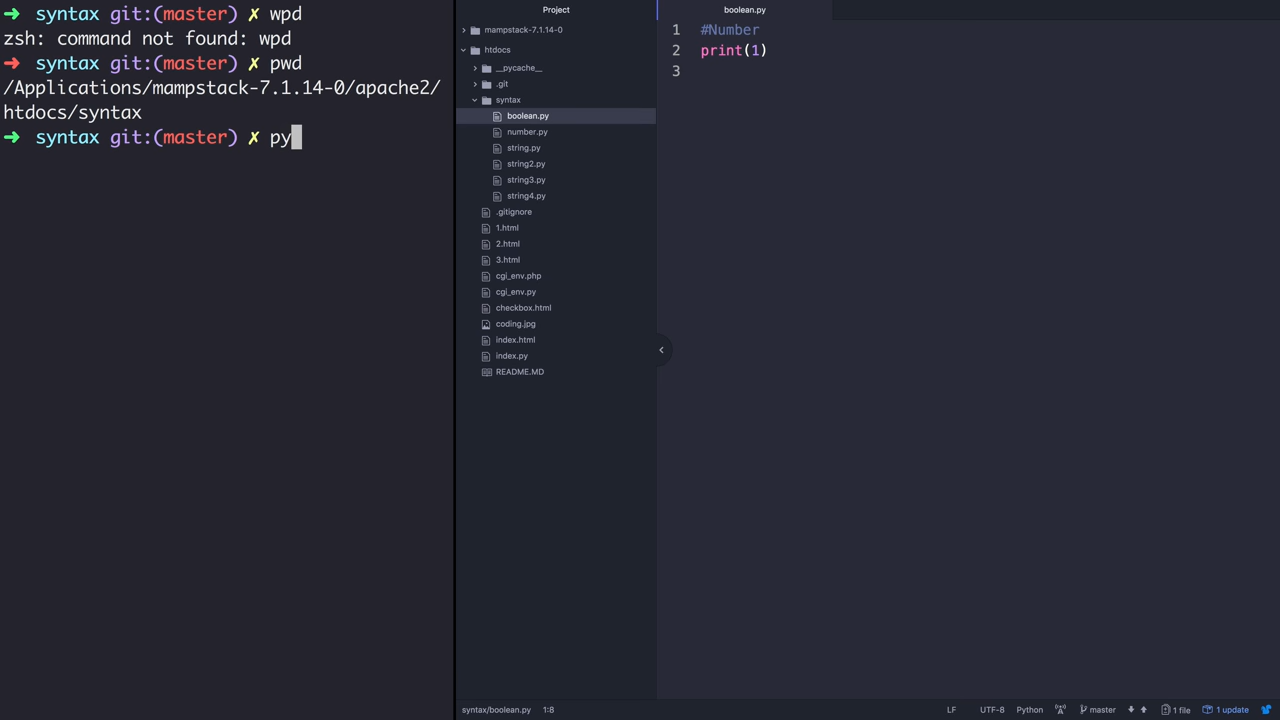 ➜ syntax git:(master) ✗ wpd
zsh: command not found: wpd
➜ syntax git:(master) ✗ pwd
/Applications/mampstack-7.1.14-0/apache2/
htdocs/syntax
➜ syntax git:(master) ✗ py
Project
mampstack-7.1.14-0
htdocs
__pycache__
.git
syntax
boolean.py
number.py
string.py
string2.py
string3.py
string4.py
.gitignore
1.html
2.html
3.html
cgi_env.php
cgi_env.py
checkbox.html
coding.jpg
index.html
index.py
README.MD
boolean.py
1 #Number
2 print(1)
3
syntax/boolean.py 1:8
LF UTF-8 Python master 1 file 1 update